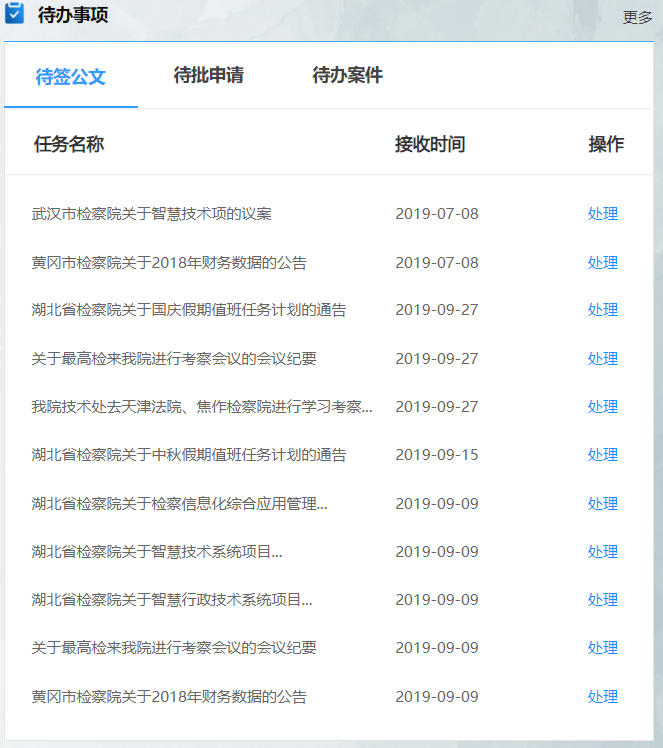 待办事项 更多
待签公文 待批申请 待办案件
任务名称 接收时间 操作
武汉市检察院关于智慧技术项的议案 2019-07-08 处理
黄冈市检察院关于2018年财务数据的公告 2019-07-08 处理
湖北省检察院关于国庆假期值班任务计划的通告 2019-09-27 处理
关于最高检来我院进行考察会议的会议纪要 2019-09-27 处理
我院技术处去天津法院、焦作检察院进行学习考察... 2019-09-27 处理
湖北省检察院关于中秋假期值班任务计划的通告 2019-09-15 处理
湖北省检察院关于检察信息化综合应用管理... 2019-09-09 处理
湖北省检察院关于智慧技术系统项目... 2019-09-09 处理
湖北省检察院关于智慧行政技术系统项目... 2019-09-09 处理
关于最高检来我院进行考察会议的会议纪要 2019-09-09 处理
黄冈市检察院关于2018年财务数据的公告 2019-09-09 处理